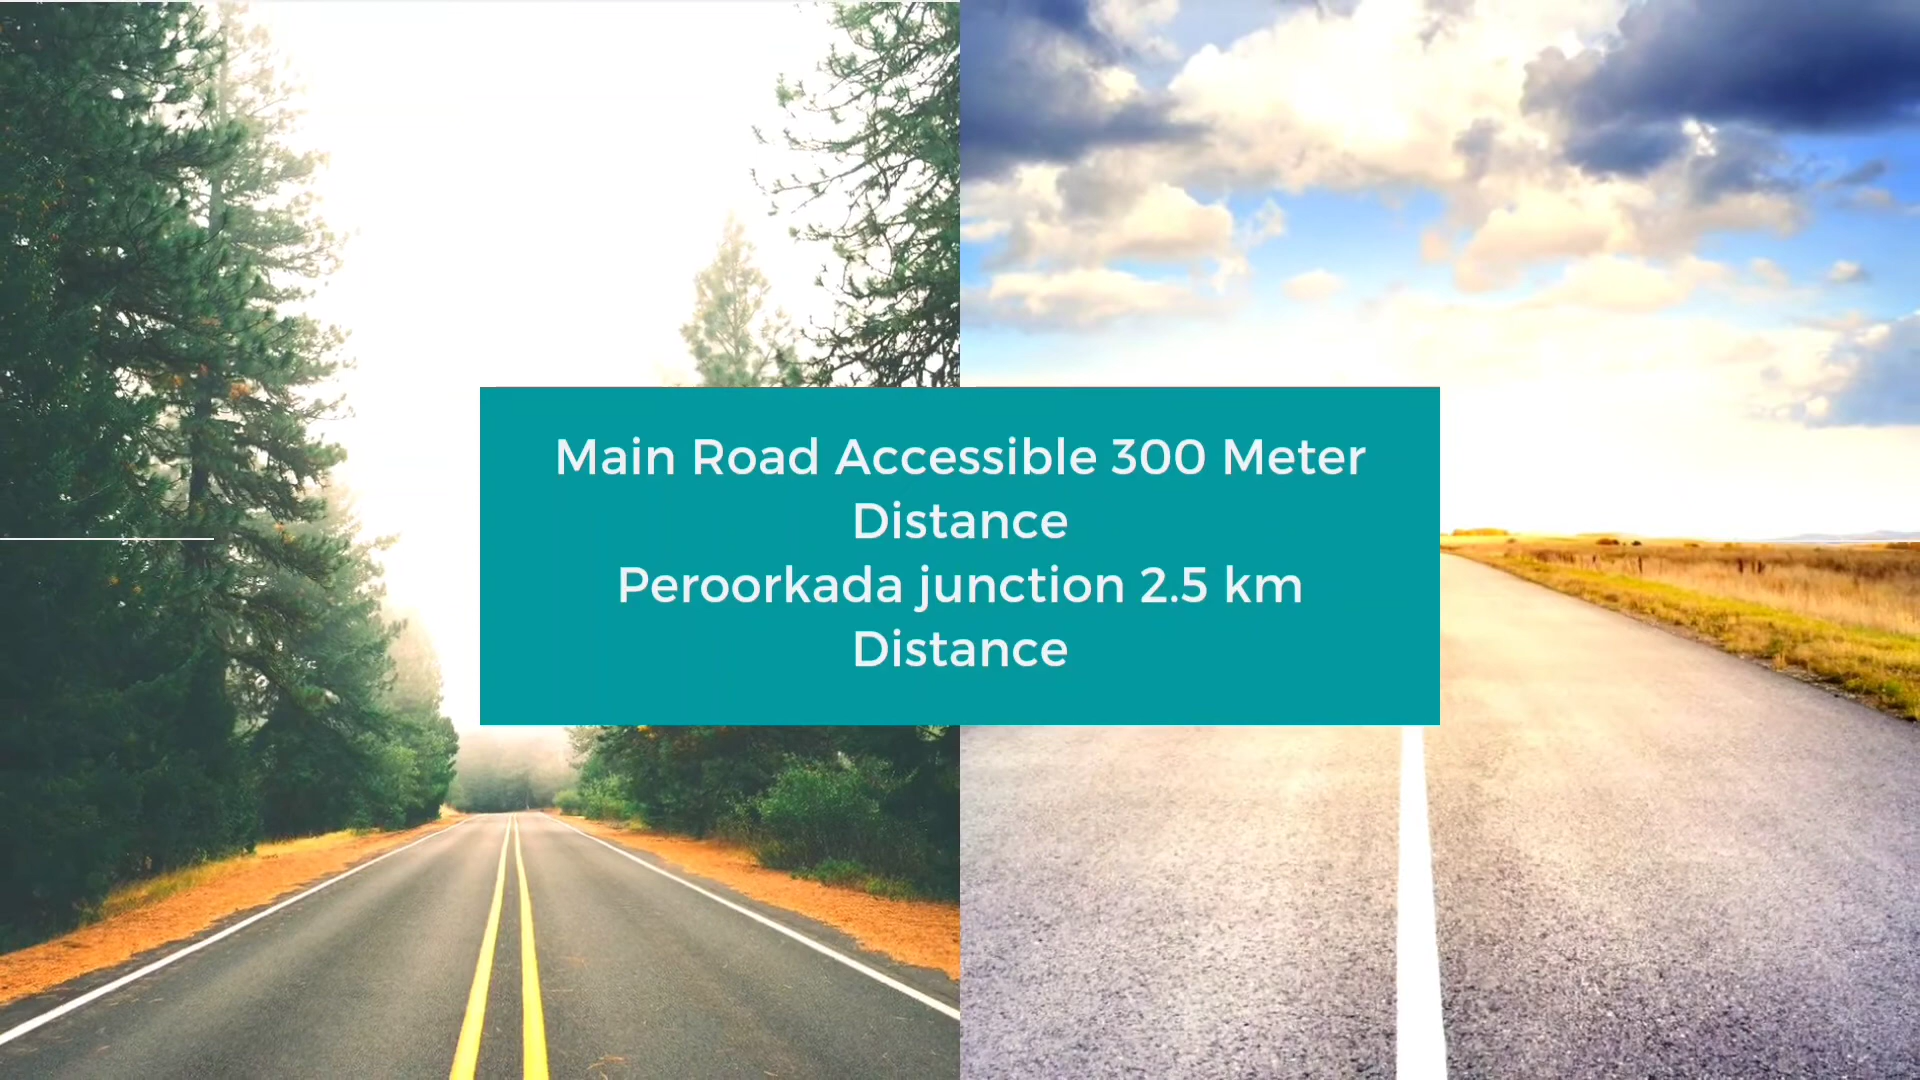 Main Road Accessible 300 Meter
Distance
Peroorkada junction 2.5 km
Distance